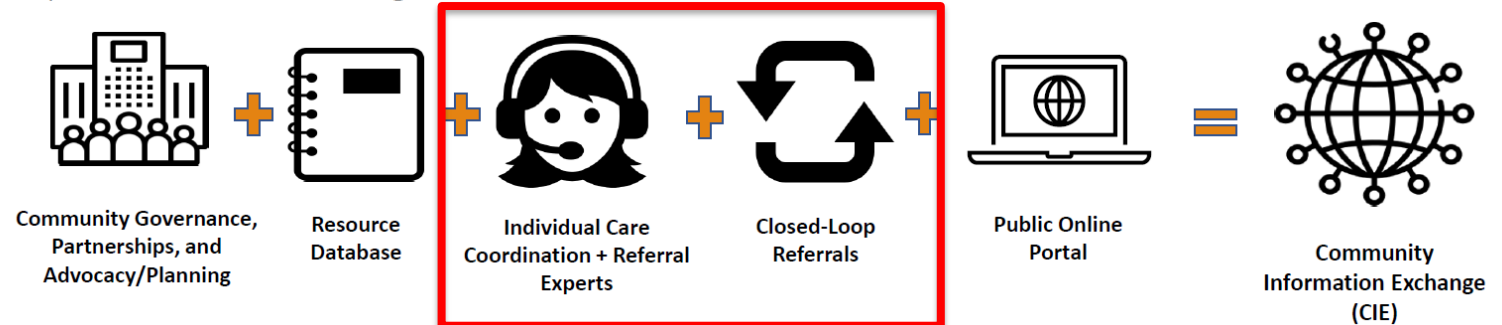 Community Governance,
Partnerships, and
Advocacy/Planning
Resource
Database
Individual Care
Coordination + Referral
Experts
Closed-Loop
Referrals
Public Online
Portal
Community
Information Exchange
(CIE)